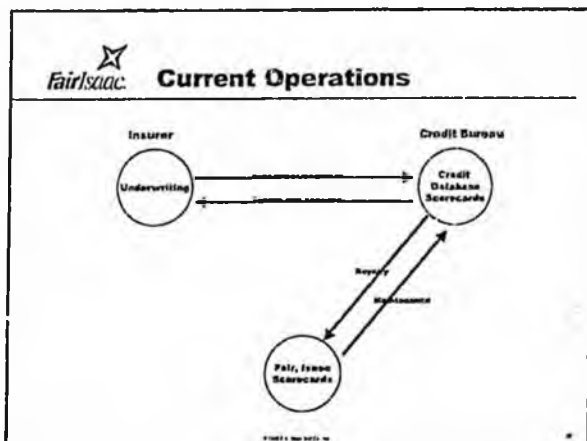 FairIsaac. Current Operations
Insurer
Credit Bureau
Underwriting
Credit
Database
Scorecards
Royalty
Maintenance
Fair, Isaac
Scorecards